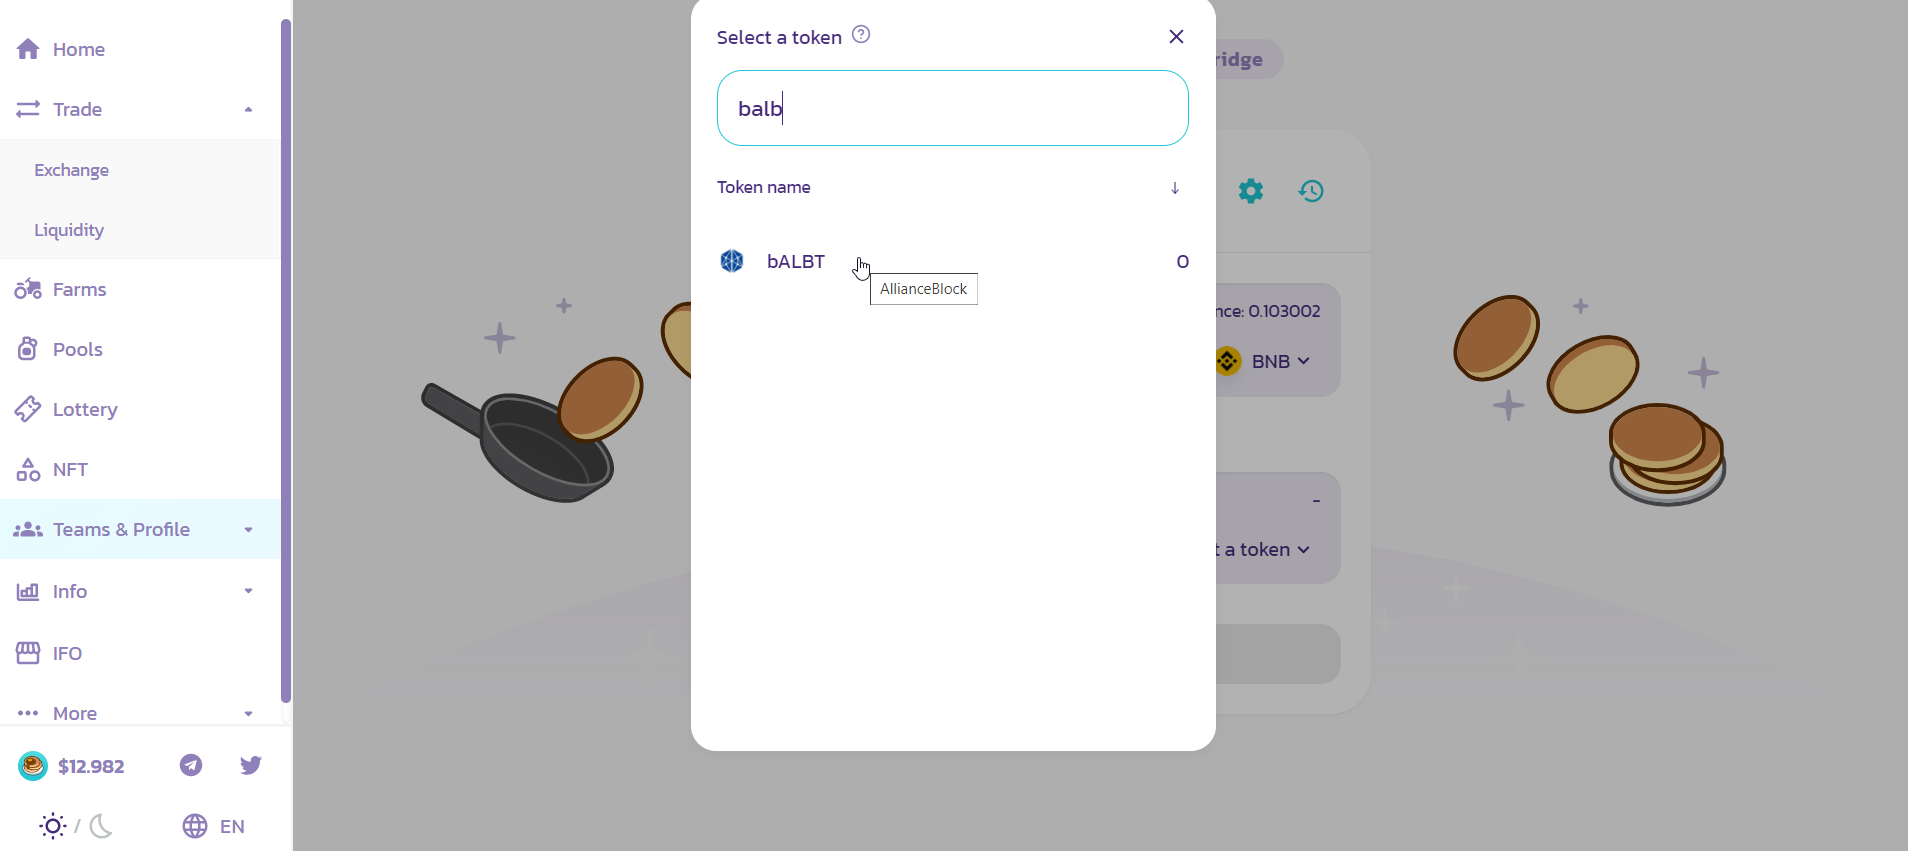 Home
Trade
Exchange
Liquidity
Farms
Pools
Lottery
NFT
Teams & Profile
Info
IFO
More
$12.982
/
EN
Select a token
balb
Token name
bALBT
0
AllianceBlock
ridge
nce: 0.103002
BNB
-
t a token